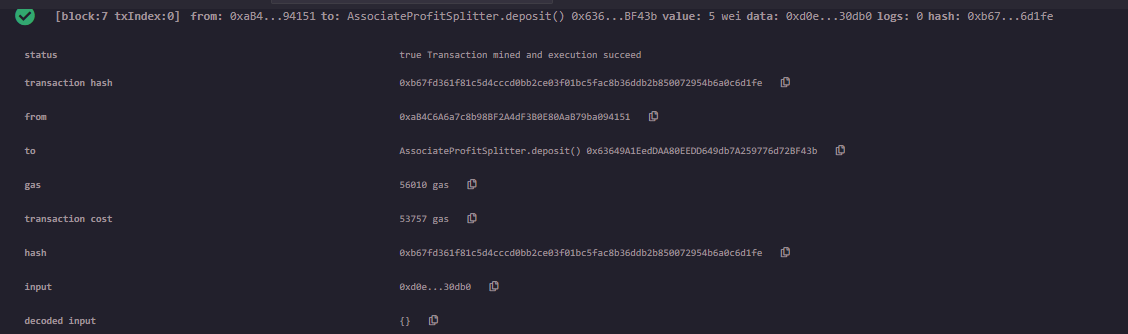 [block:7 txIndex:0] from: 0xaB4...94151 to: AssociateProfitSplitter.deposit() 0x636...BF43b value: 5 wei data: 0xd0e...30db0 logs: 0 hash: 0xb67...6d1fe
status true Transaction mined and execution succeed
transaction hash 0xb67fd361f81c5d4cccd0bb2ce03f01bc5fac8b36ddb2b850072954b6a0c6d1fe
from 0xaB4C6A6a7c8b98BF2A4dF3B0E80AaB79ba094151
to AssociateProfitSplitter.deposit() 0x63649A1EedDAA80EEDD649db7A259776d72BF43b
gas 56010 gas
transaction cost 53757 gas
hash 0xb67fd361f81c5d4cccd0bb2ce03f01bc5fac8b36ddb2b850072954b6a0c6d1fe
input 0xd0e...30db0
decoded input {}